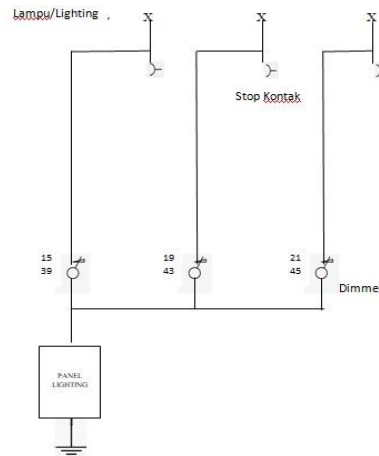 Lampu/Lighting ,
X X X
Stop Kontak
15 19 21
39 43 45
Dimme
PANEL
LIGHTING